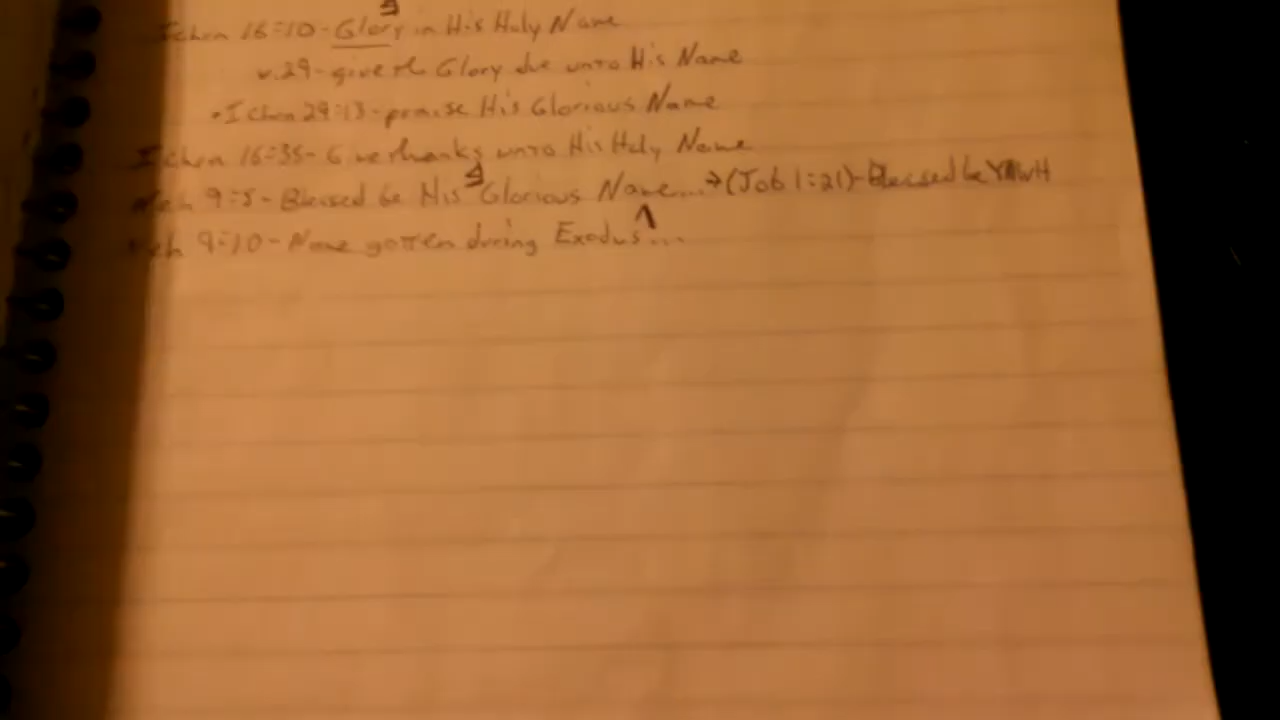 I Chron 16:10 - Glory in His Holy Name
v.29 - give the Glory due unto His Name
• I Chron 29:13 - praise His Glorious Name
I Chron 16:35 - Give thanks unto His Holy Name
Neh 9:5 - Blessed be His Glorious Name... → (Job 1:21) - Blessed be YHWH
Neh 9:10 - Name gotten during Exodus...